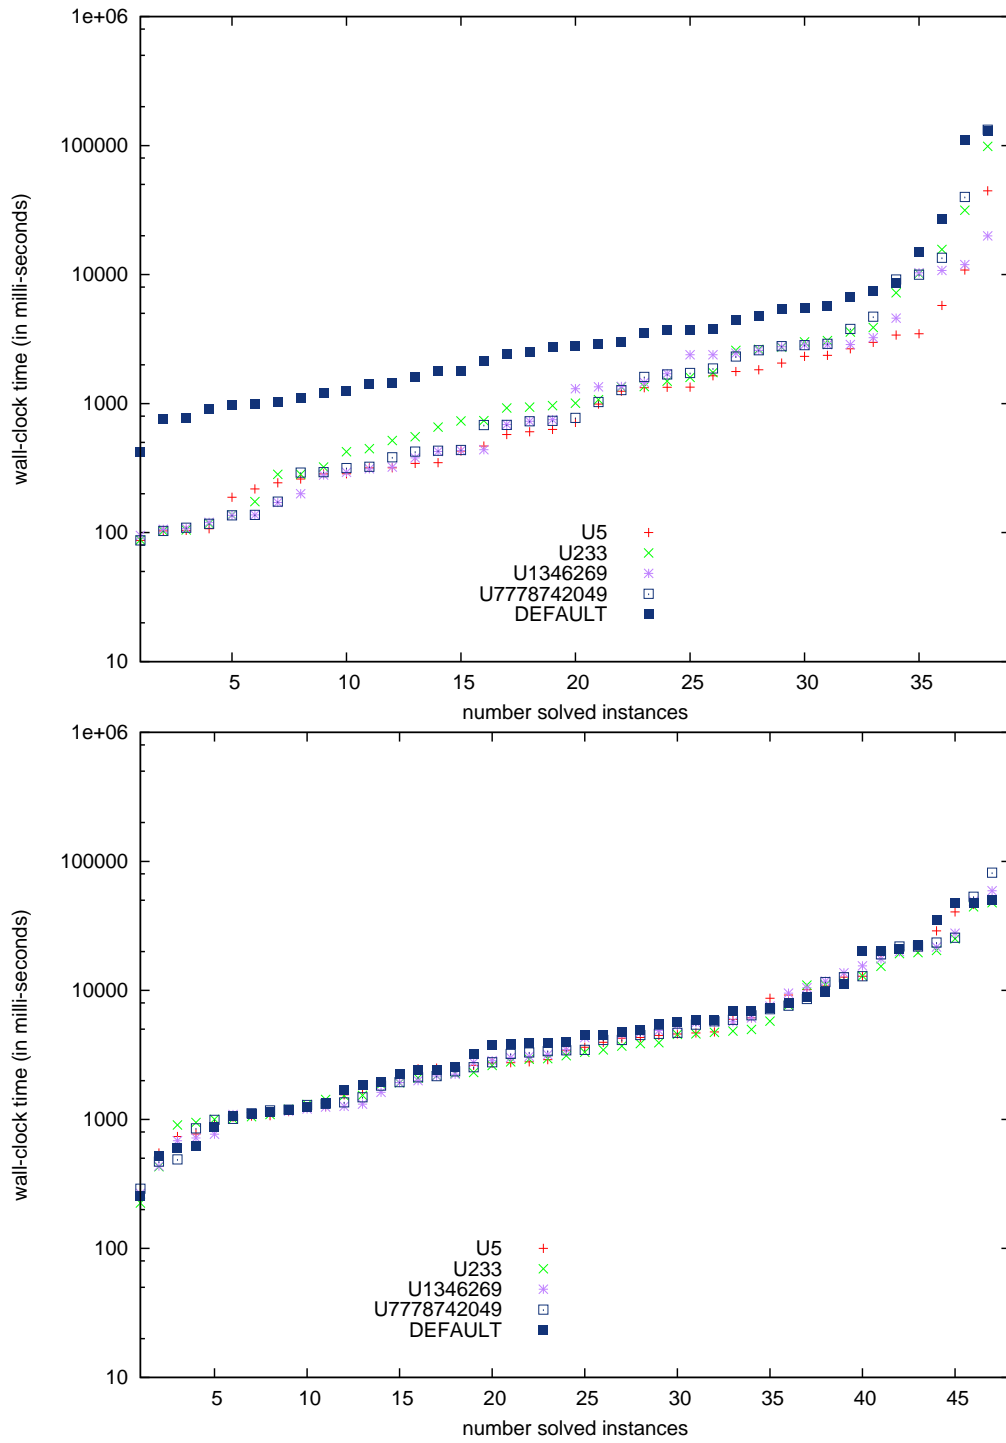 1e+06
100000
10000
1000
100
10
wall-clock time (in milli-seconds)
U5
U233
U1346269
U7778742049
DEFAULT
5 10 15 20 25 30 35
number solved instances
1e+06
100000
10000
1000
100
10
wall-clock time (in milli-seconds)
U5
U233
U1346269
U7778742049
DEFAULT
5 10 15 20 25 30 35 40 45
number solved instances